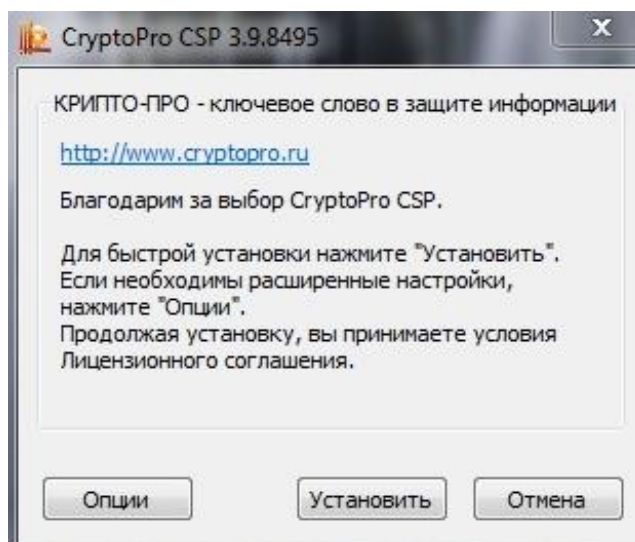 CryptoPro CSP 3.9.8495
КРИПТО-ПРО - ключевое слово в защите информации
http://www.cryptopro.ru
Благодарим за выбор CryptoPro CSP.
Для быстрой установки нажмите "Установить".
Если необходимы расширенные настройки,
нажмите "Опции".
Продолжая установку, вы принимаете условия
Лицензионного соглашения.
Опции Установить Отмена